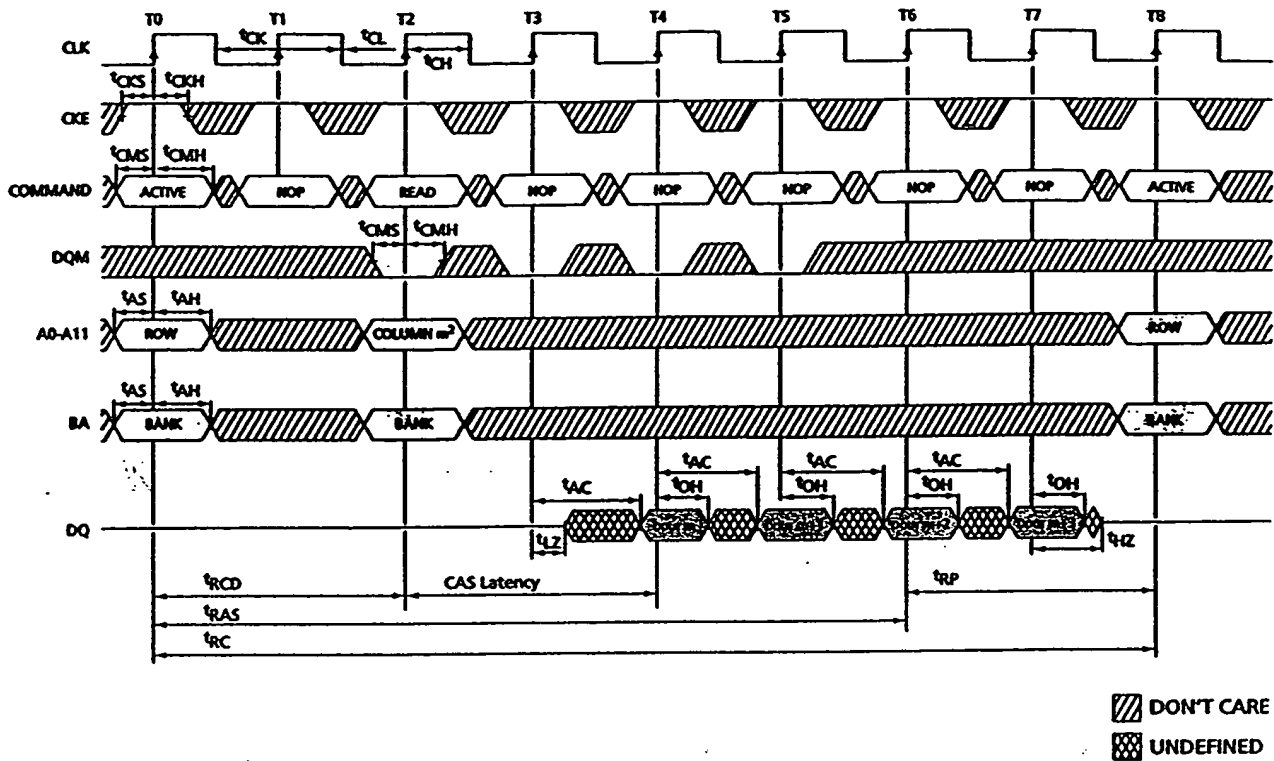 T0 T1 T2 T3 T4 T5 T6 T7 T8
CLK
tCK tCL
tCH
tCKS tCKH
CKE
tCMS tCMH
COMMAND ACTIVE NOP READ NOP NOP NOP NOP NOP ACTIVE
tCMS tCMH
DQM
tAS tAH
A0-A11 ROW COLUMN m² ROW
tAS tAH
BA BANK BANK BANK
tAC tAC tAC
tAC tOH tOH tOH tOH
DQ
tLZ tHZ
tRCD CAS Latency tRP
tRAS
tRC
DON'T CARE
UNDEFINED